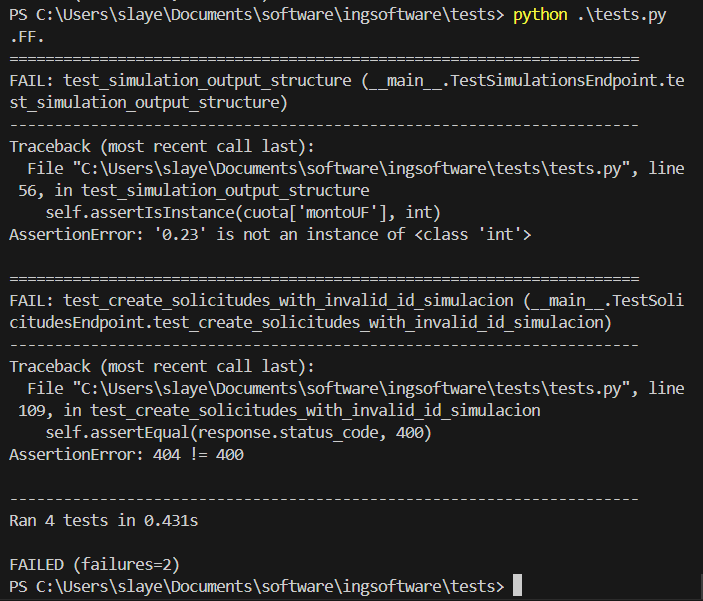 PS C:\Users\slaye\Documents\software\ingsoftware\tests> python .\tests.py
.FF.
======================================================================
FAIL: test_simulation_output_structure (__main__.TestSimulationsEndpoint.te
st_simulation_output_structure)
----------------------------------------------------------------------
Traceback (most recent call last):
  File "C:\Users\slaye\Documents\software\ingsoftware\tests\tests.py", line
 56, in test_simulation_output_structure
    self.assertIsInstance(cuota['montoUF'], int)
AssertionError: '0.23' is not an instance of <class 'int'>

======================================================================
FAIL: test_create_solicitudes_with_invalid_id_simulacion (__main__.TestSoli
citudesEndpoint.test_create_solicitudes_with_invalid_id_simulacion)
----------------------------------------------------------------------
Traceback (most recent call last):
  File "C:\Users\slaye\Documents\software\ingsoftware\tests\tests.py", line
 109, in test_create_solicitudes_with_invalid_id_simulacion
    self.assertEqual(response.status_code, 400)
AssertionError: 404 != 400

----------------------------------------------------------------------
Ran 4 tests in 0.431s

FAILED (failures=2)
PS C:\Users\slaye\Documents\software\ingsoftware\tests>